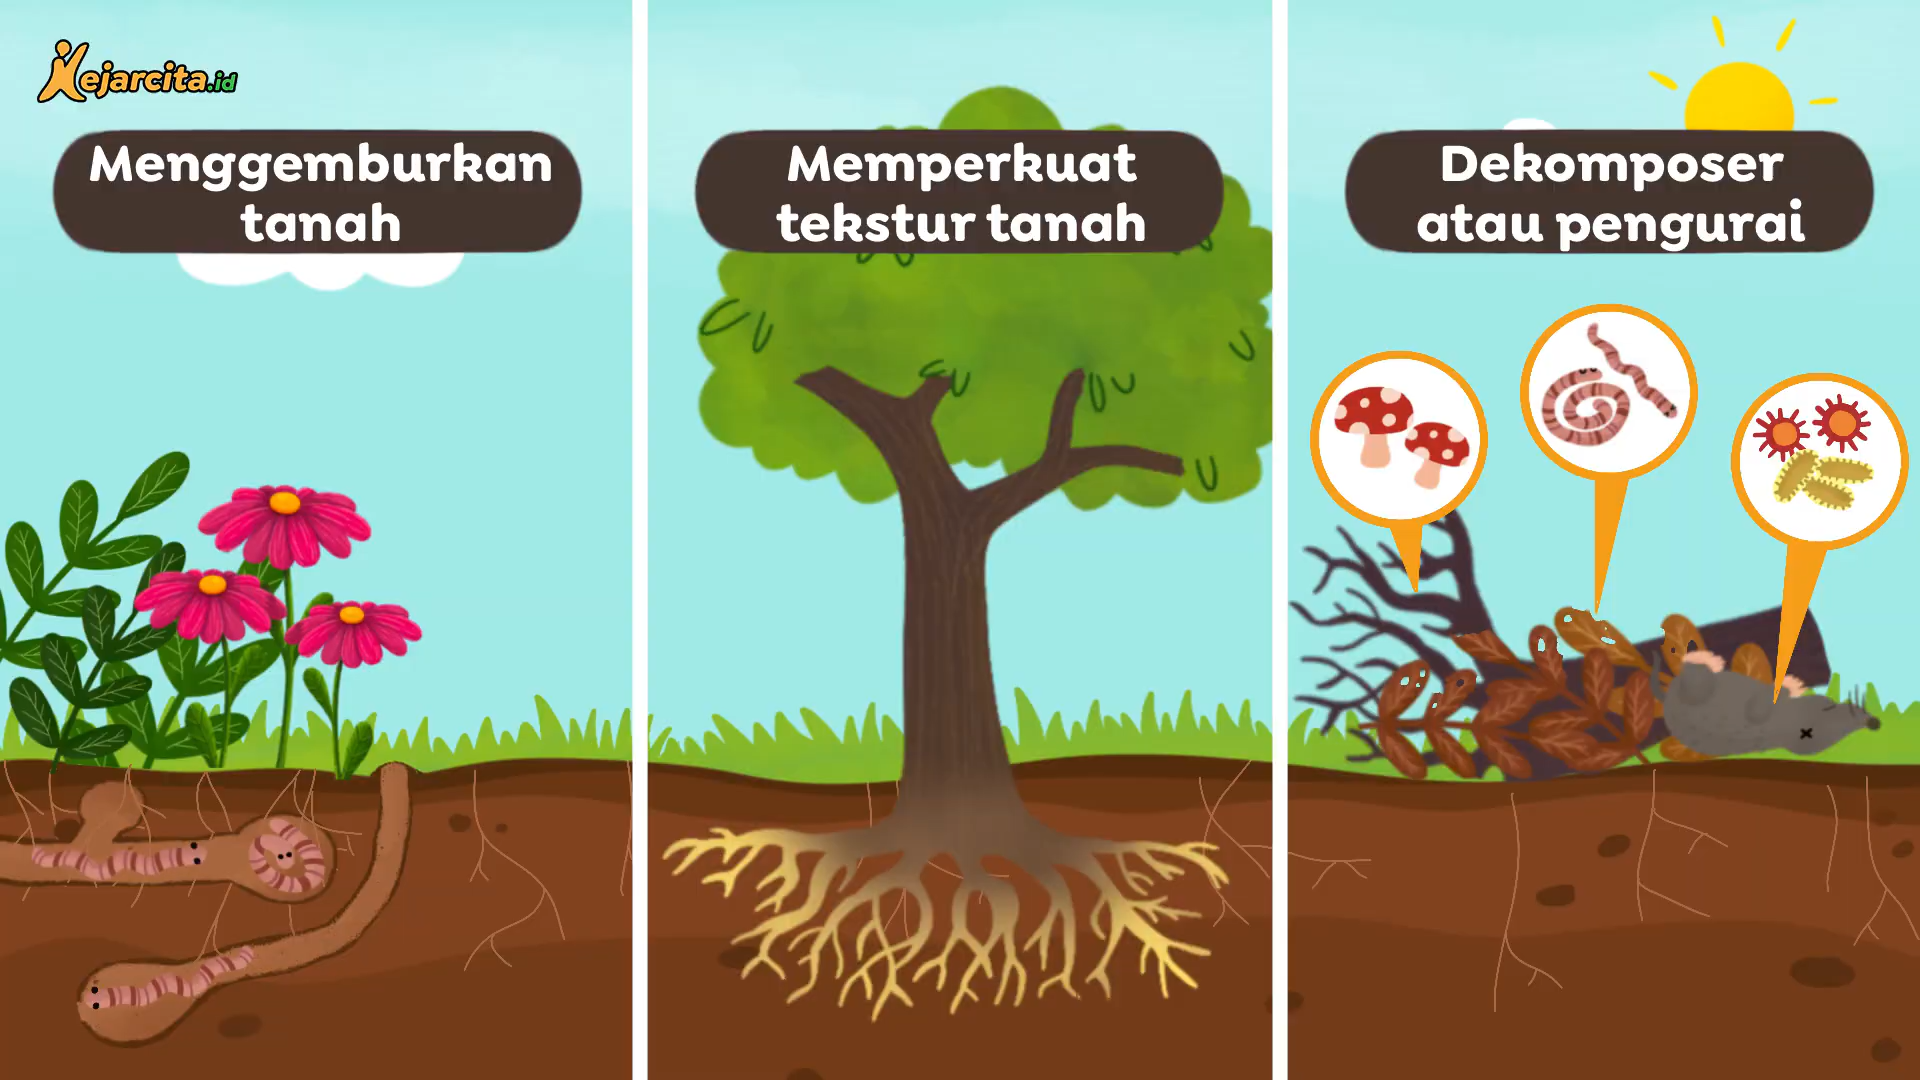 Kejarcita.id
Menggemburkan
tanah
Memperkuat
tekstur tanah
Dekomposer
atau pengurai